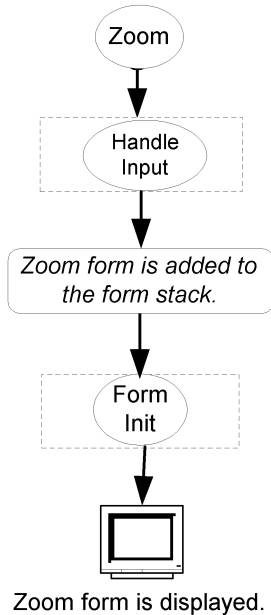 Zoom
Handle
Input
Zoom form is added to
the form stack.
Form
Init
Zoom form is displayed.